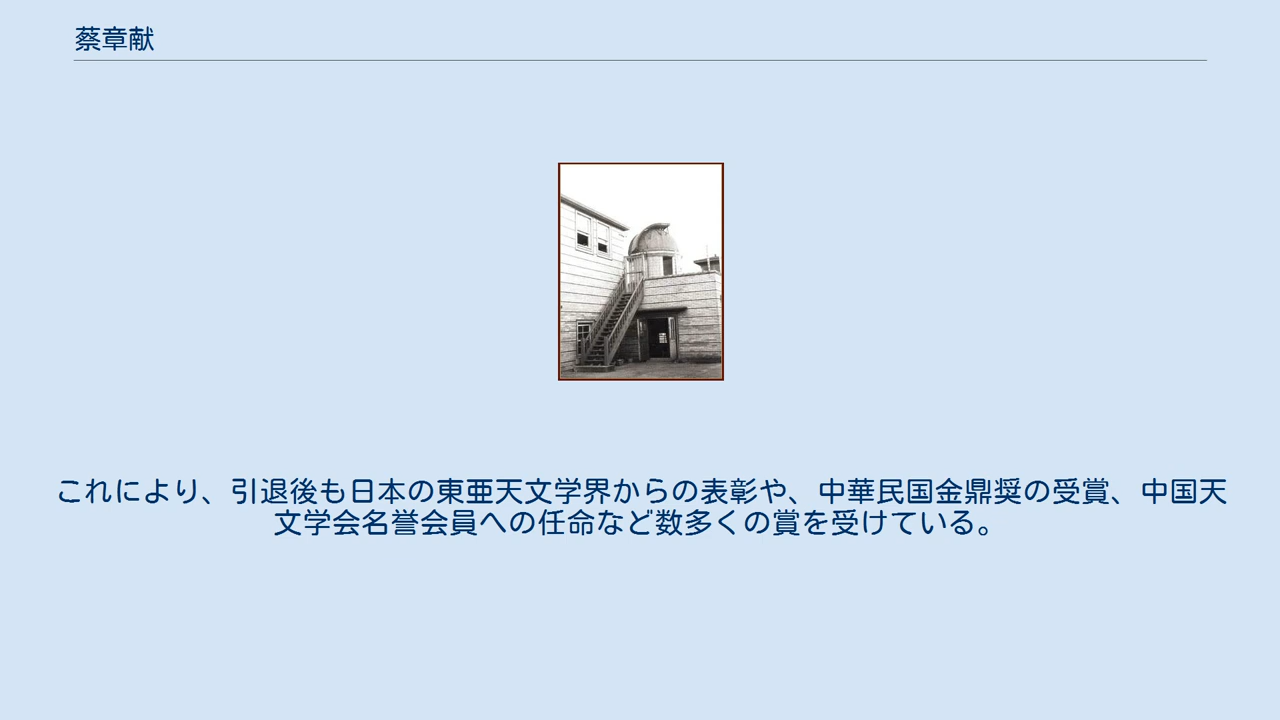 蔡章献
これにより、引退後も日本の東亜天文学界からの表彰や、中華民国金鼎奨の受賞、中国天
文学会名誉会員への任命など数多くの賞を受けている。